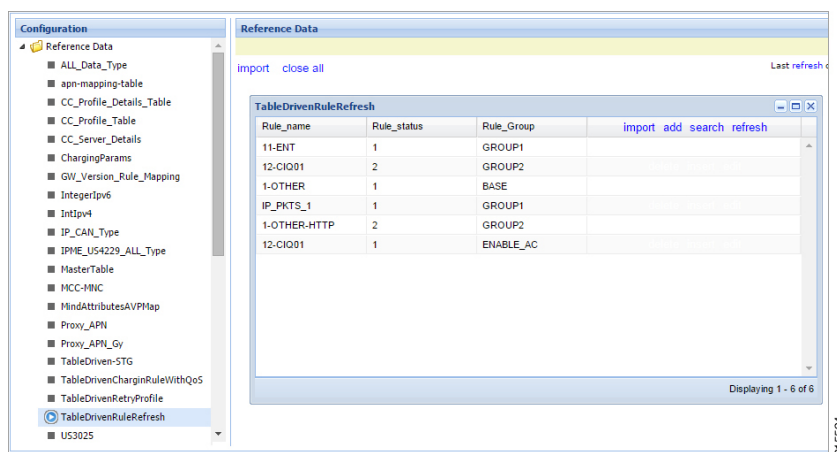 Configuration
Reference Data
ALL_Data_Type
apn-mapping-table
CC_Profile_Details_Table
CC_Profile_Table
CC_Server_Details
ChargingParams
GW_Version_Rule_Mapping
IntegerIpv6
IntIpv4
IP_CAN_Type
IPME_US4229_ALL_Type
MasterTable
MCC-MNC
MindAttributesAVPMap
Proxy_APN
Proxy_APN_Gy
TableDriven-STG
TableDrivenCharginRuleWithQoS
TableDrivenRetryProfile
TableDrivenRuleRefresh
US3025
Reference Data
import close all
Last refresh
TableDrivenRuleRefresh
Rule_name Rule_status Rule_Group import add search refresh
11-ENT 1 GROUP1
12-CIQ01 2 GROUP2
1-OTHER 1 BASE
IP_PKTS_1 1 GROUP1
1-OTHER-HTTP 2 GROUP2
12-CIQ01 1 ENABLE_AC
Displaying 1 - 6 of 6